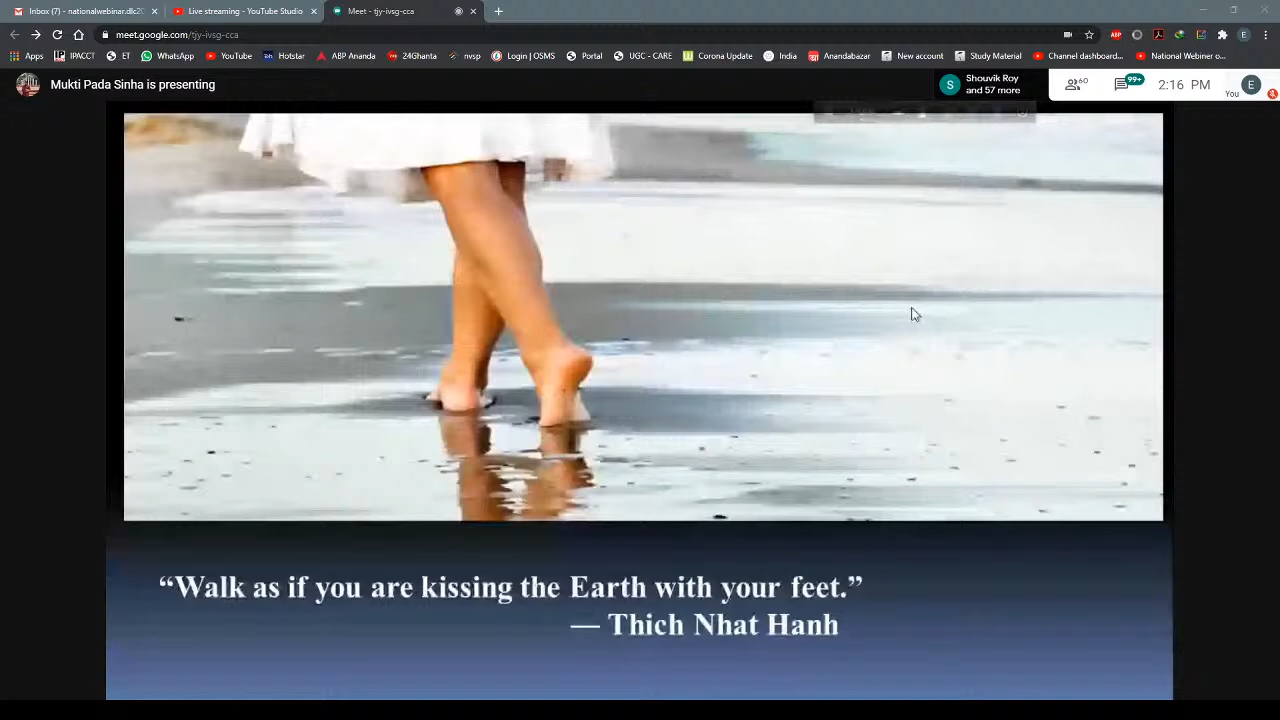 Inbox (7) - nationalwebinar.dlc20
Live streaming - YouTube Studio
Meet - tjy-ivsg-cca
meet.google.com/tjy-ivsg-cca
Apps
IPACCT
FT
WhatsApp
YouTube
Hotstar
ABP Ananda
24Ghanta
nvsp
Login | OSMS
Portal
UGC - CARE
Corona Update
India
Anandabazar
New account
Study Material
Channel dashboard...
National Webinar o...
Mukti Pada Sinha is presenting
S
Shouvik Roy
and 57 more
60
99+
2:16 PM
You
E
“Walk as if you are kissing the Earth with your feet.”
— Thich Nhat Hanh